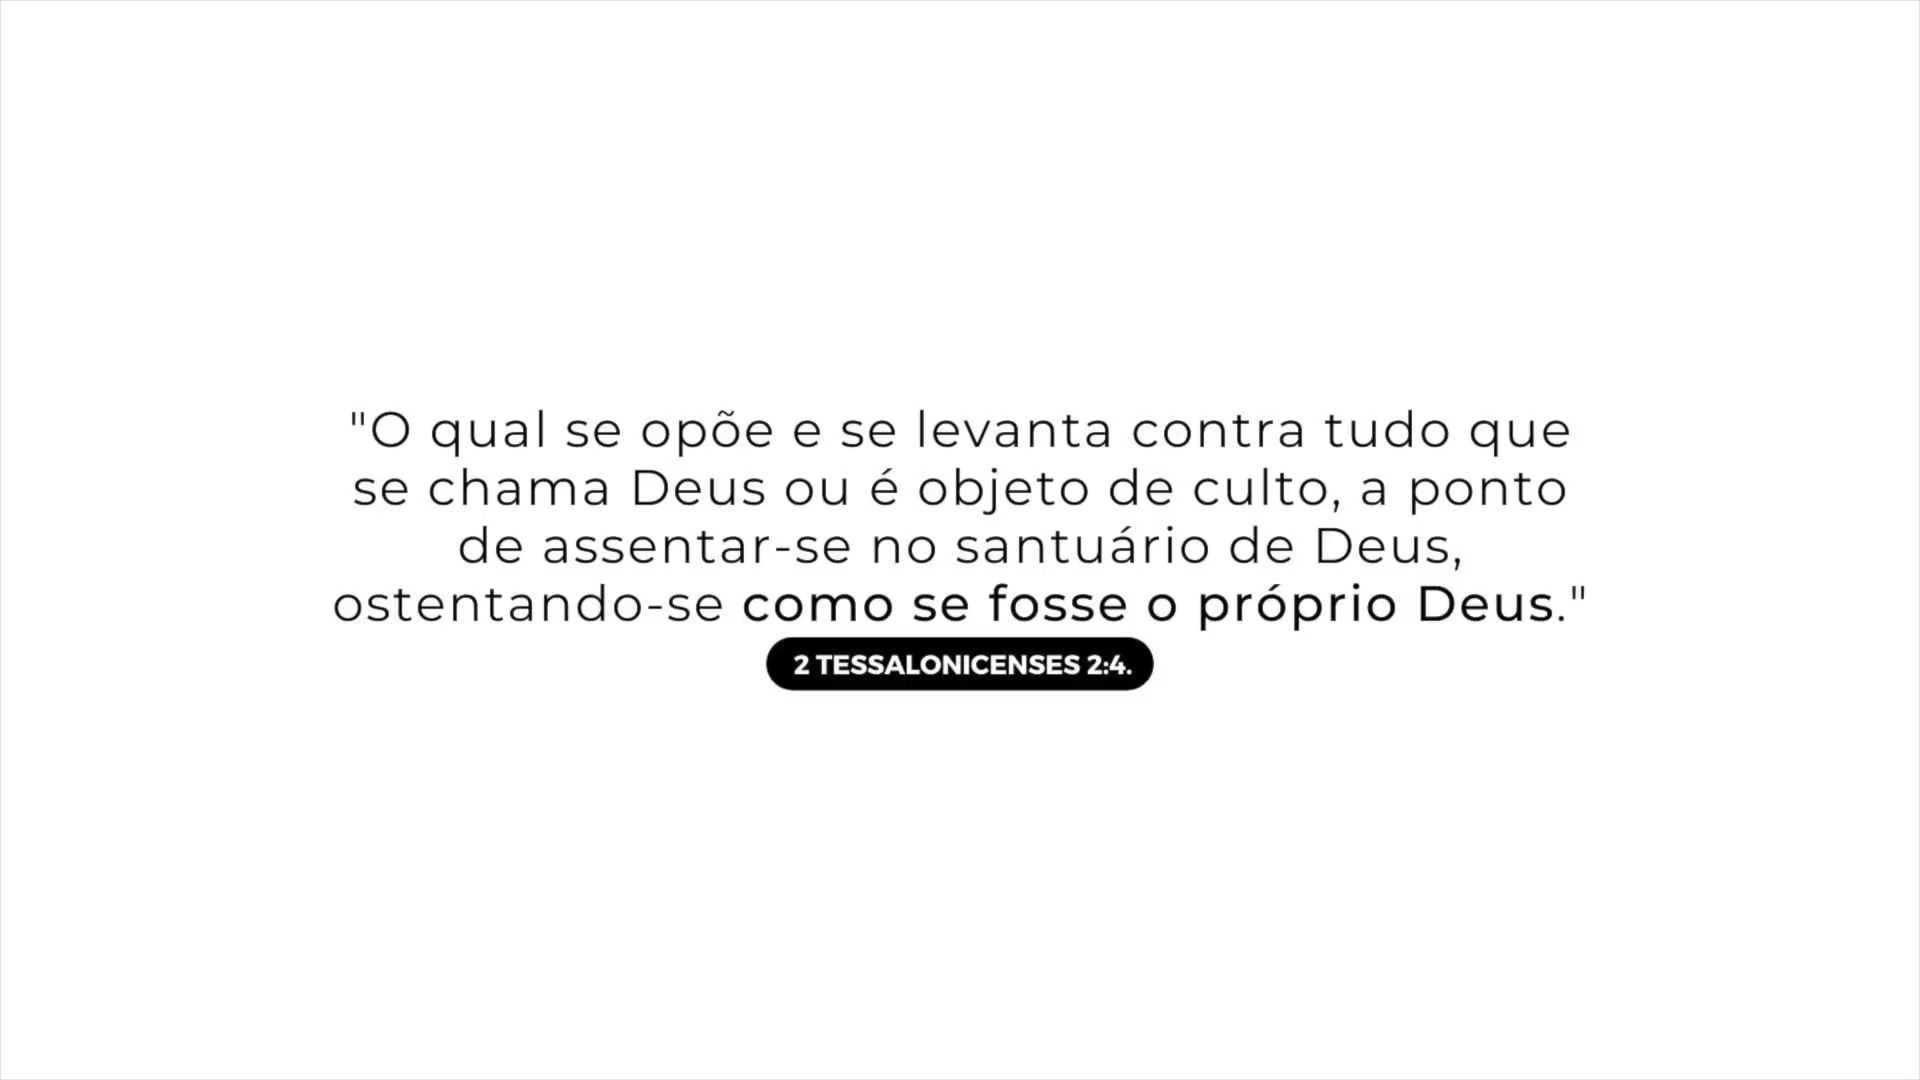 "O qual se opõe e se levanta contra tudo que
se chama Deus ou é objeto de culto, a ponto
de assentar-se no santuário de Deus,
ostentando-se como se fosse o próprio Deus."
2 TESSALONICENSES 2:4.